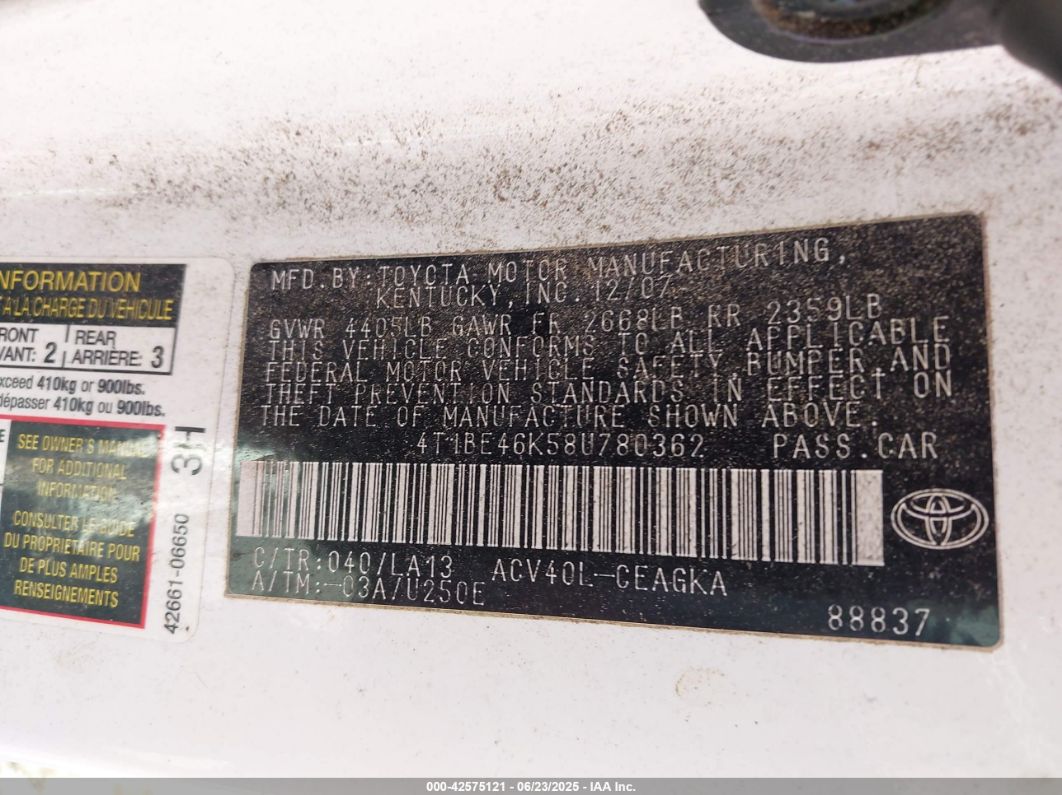 NFORMATION
T À LA CHARGE DU VÉHICULE
FRONT
VANT: 2
REAR
ARRIÈRE: 3
xceed 410kg or 900lbs.
dépasser 410kg ou 900lbs.
SEE OWNER'S MANUAL
FOR ADDITIONAL
INFORMATION
CONSULTER LE GUIDE
DU PROPRIÉTAIRE POUR
DE PLUS AMPLES
RENSEIGNEMENTS
42661-06650 3H
MFD.BY:TOYOTA MOTOR MANUFACTURING,
KENTUCKY,INC.12/07
GVWR 4405LB GAWR FR 2668LB RR 2359LB
THIS VEHICLE CONFORMS TO ALL APPLICABLE
FEDERAL MOTOR VEHICLE SAFETY,BUMPER,AND
THEFT PREVENTION STANDARDS IN EFFECT ON
THE DATE OF MANUFACTURE SHOWN ABOVE.
4T1BE46K58U780362 PASS.CAR
C/TR:040/LA13 ACV40L-CEAGKA
A/TM:-03A/U250E
88837
000-42575121 - 06/23/2025 - IAA Inc.